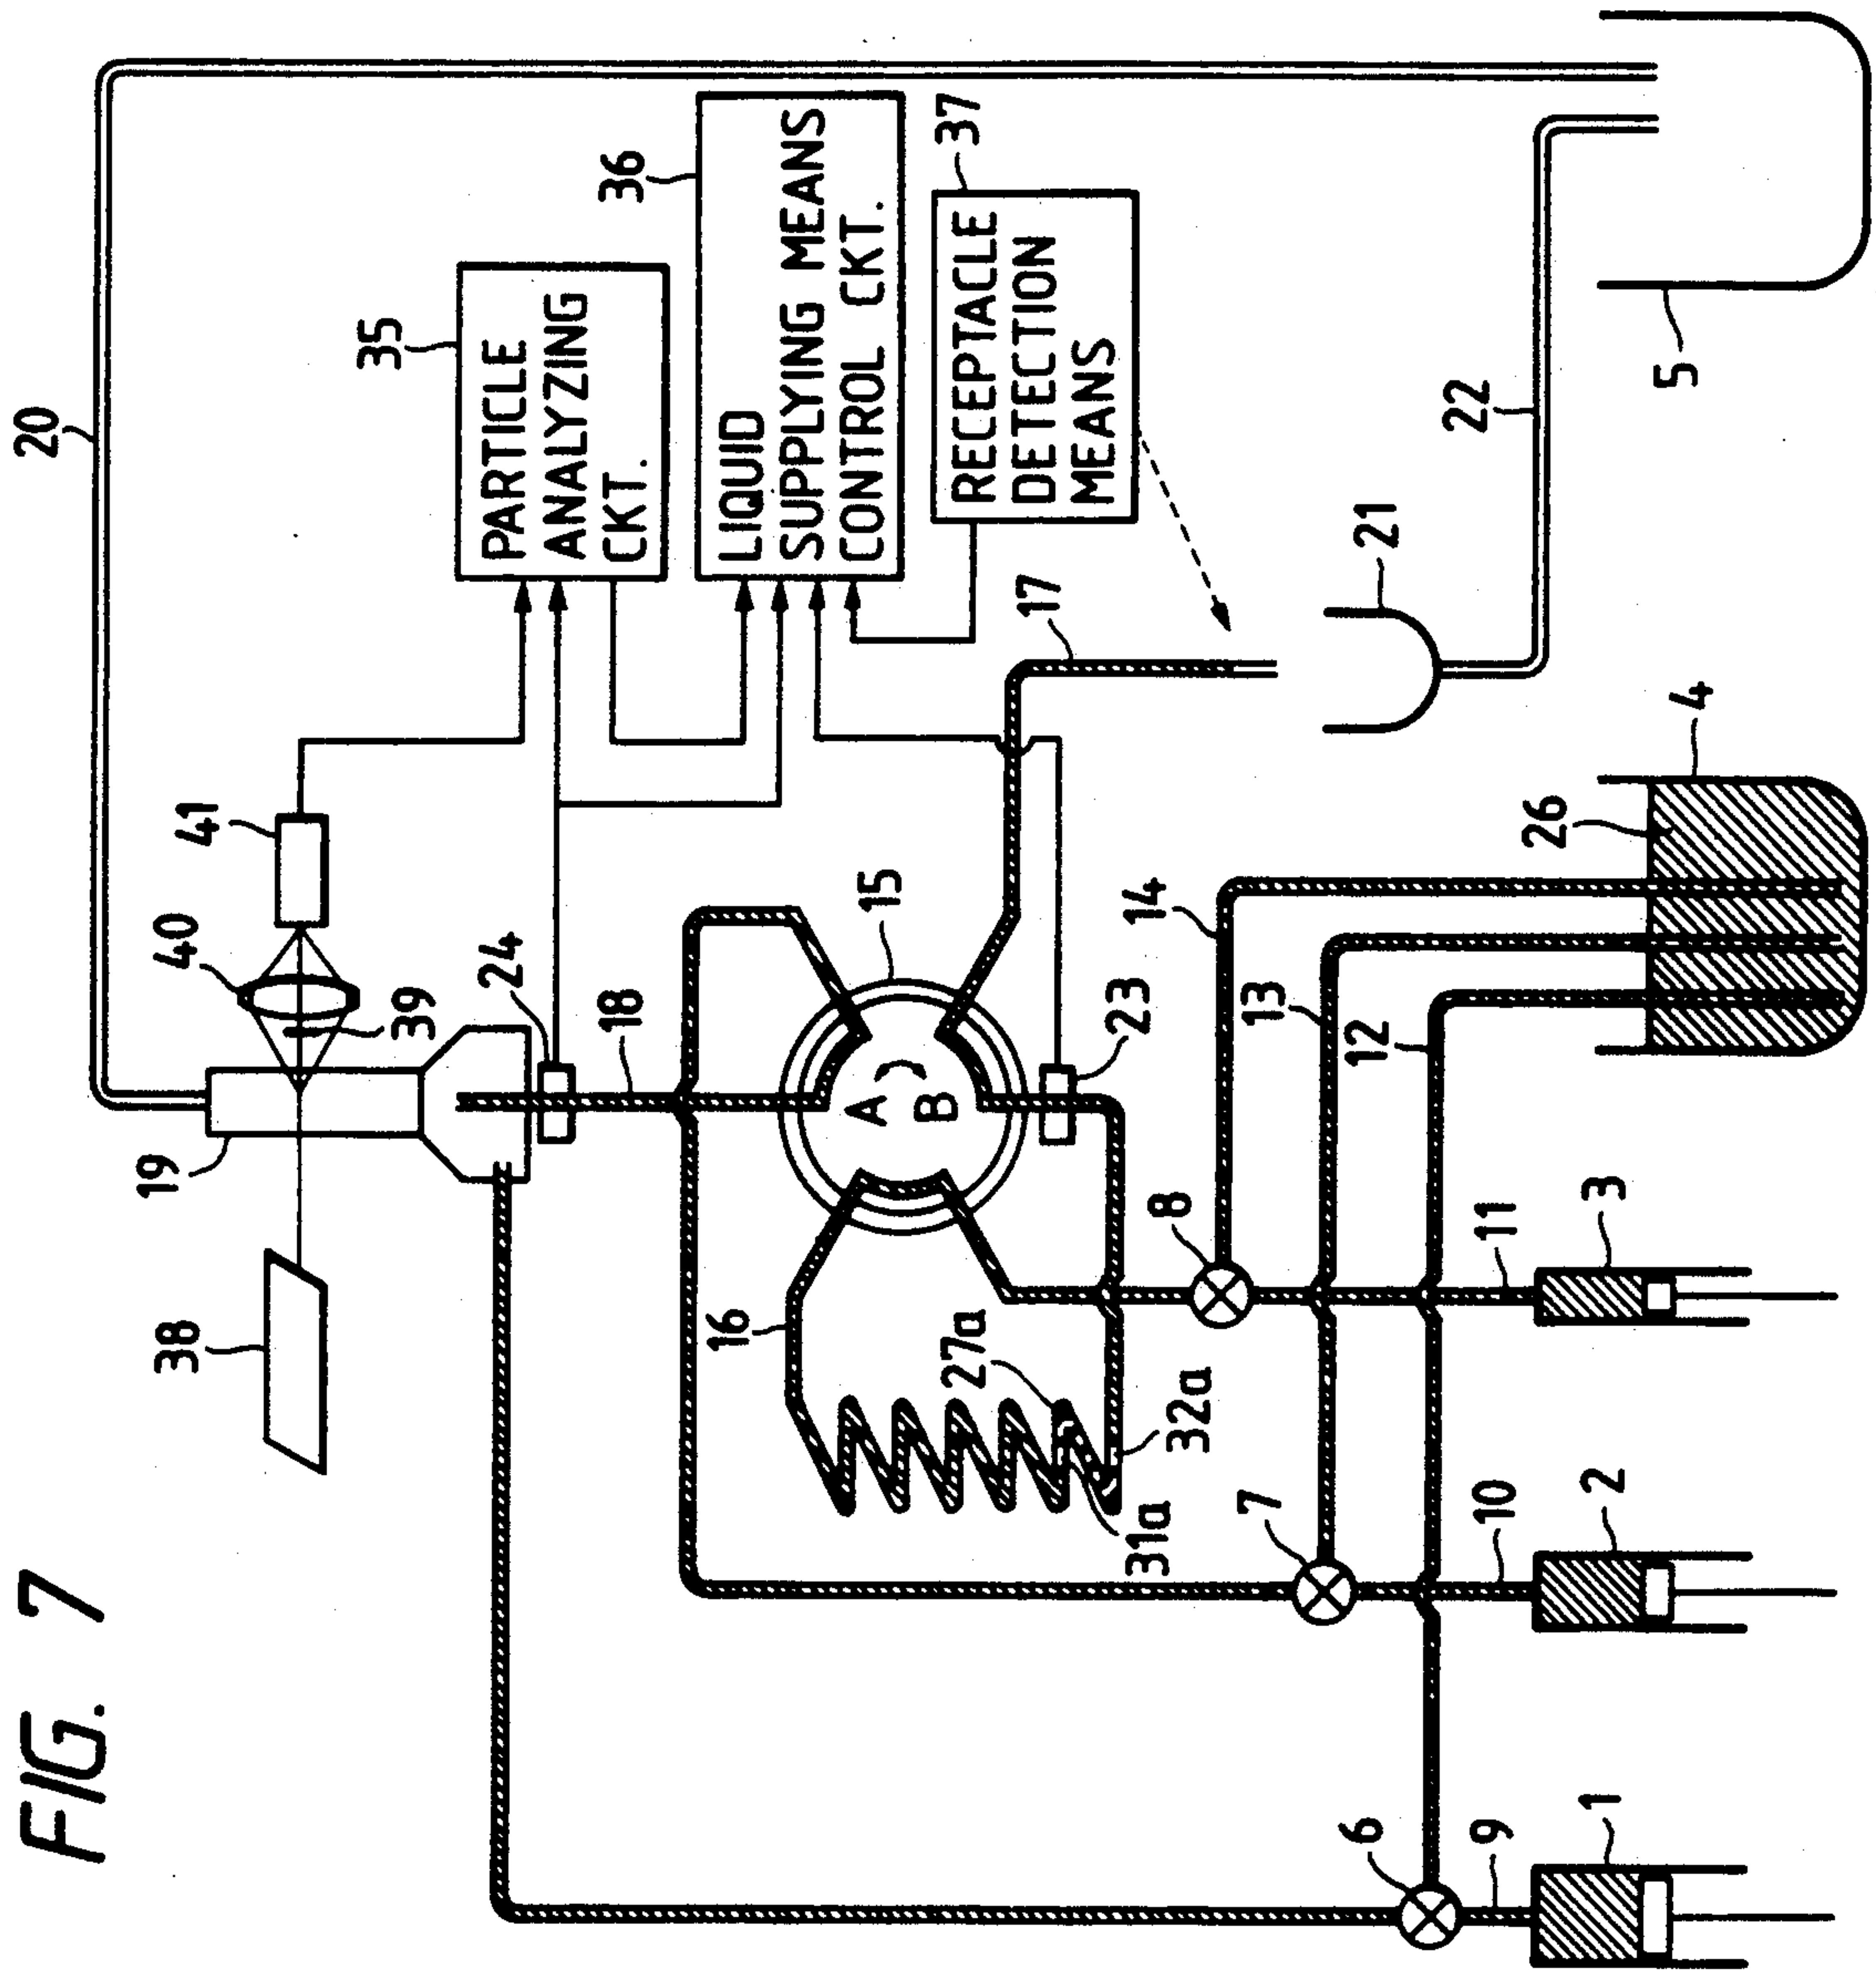 FIG. 7
20
35
PARTICLE
ANALYZING
CKT.
36
LIQUID
SUPPLYING MEANS
CONTROL CKT.
37
RECEPTACLE
DETECTION
MEANS
38
19
40
41
39
24
18
15
A
B
23
16
27a
31a
32a
17
21
22
5
8
14
13
12
26
4
7
6
9
1
10
2
11
3